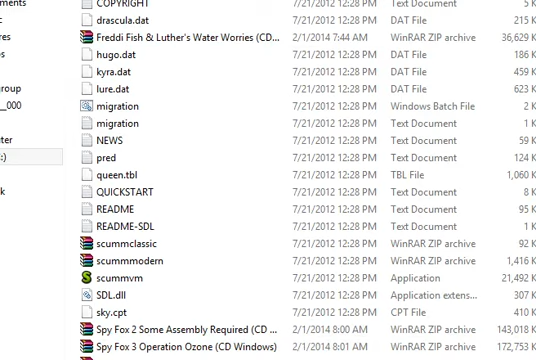 COPYRIGHT 7/21/2012 12:28 PM Text Document 5 K
drascula.dat 7/21/2012 12:28 PM DAT File 215 K
Freddi Fish & Luther's Water Worries (CD... 2/1/2014 7:44 AM WinRAR ZIP archive 36,629 K
hugo.dat 7/21/2012 12:28 PM DAT File 186 K
group kyra.dat 7/21/2012 12:28 PM DAT File 459 K
lure.dat 7/21/2012 12:28 PM DAT File 623 K
__000 migration 7/21/2012 12:28 PM Windows Batch File 2 K
migration 7/21/2012 12:28 PM Text Document 1 K
NEWS 7/21/2012 12:28 PM Text Document 59 K
:) pred 7/21/2012 12:28 PM Text Document 124 K
queen.tbl 7/21/2012 12:28 PM TBL File 1,060 K
QUICKSTART 7/21/2012 12:28 PM Text Document 8 K
README 7/21/2012 12:28 PM Text Document 95 K
README-SDL 7/21/2012 12:28 PM Text Document 1 K
scummclassic 7/21/2012 12:28 PM WinRAR ZIP archive 92 K
scummmodern 7/21/2012 12:28 PM WinRAR ZIP archive 1,416 K
scummvm 7/21/2012 12:28 PM Application 21,492 K
SDL.dll 7/21/2012 12:28 PM Application extens... 307 K
sky.cpt 7/21/2012 12:28 PM CPT File 410 K
Spy Fox 2 Some Assembly Required (CD ... 2/1/2014 8:00 AM WinRAR ZIP archive 143,018 K
Spy Fox 3 Operation Ozone (CD Windows) 2/1/2014 8:01 AM WinRAR ZIP archive 172,753 K